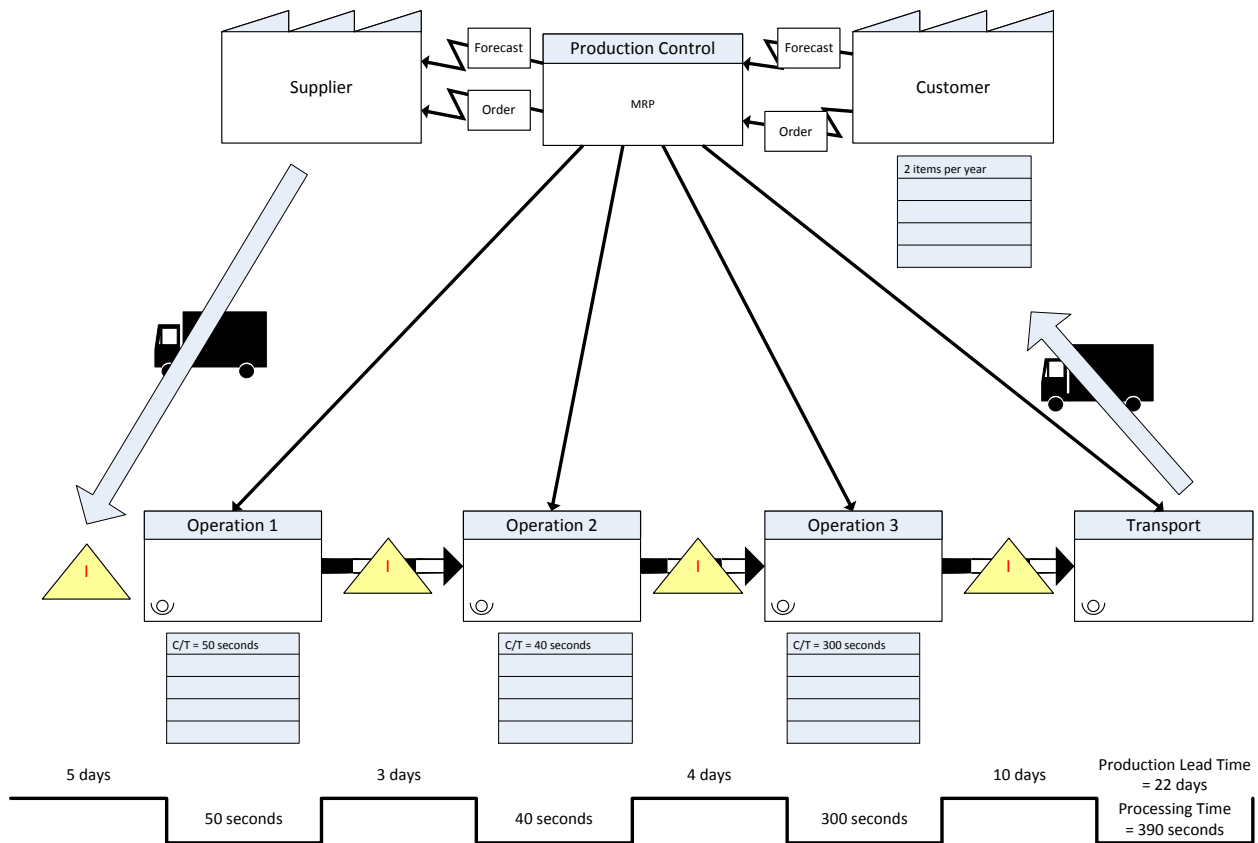 Supplier
Forecast
Order
Production Control
MRP
Forecast
Order
Customer
2 items per year
Operation 1
Operation 2
Operation 3
Transport
I
I
I
I
C/T = 50 seconds
C/T = 40 seconds
C/T = 300 seconds
5 days
50 seconds
3 days
40 seconds
4 days
300 seconds
10 days
Production Lead Time
= 22 days
Processing Time
= 390 seconds